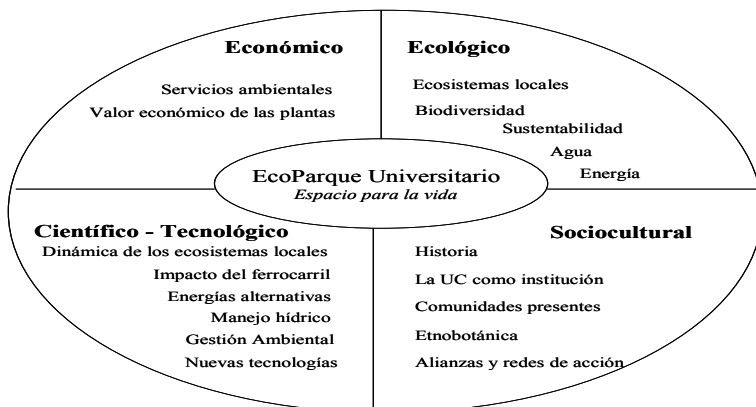 Económico
Servicios ambientales
Valor económico de las plantas
Ecológico
Ecosistemas locales
Biodiversidad
Sustentabilidad
Agua
Energía
EcoParque Universitario
Espacio para la vida
Científico - Tecnológico
Dinámica de los ecosistemas locales
Impacto del ferrocarril
Energías alternativas
Manejo hídrico
Gestión Ambiental
Nuevas tecnologías
Sociocultural
Historia
La UC como institución
Comunidades presentes
Etnobotánica
Alianzas y redes de acción